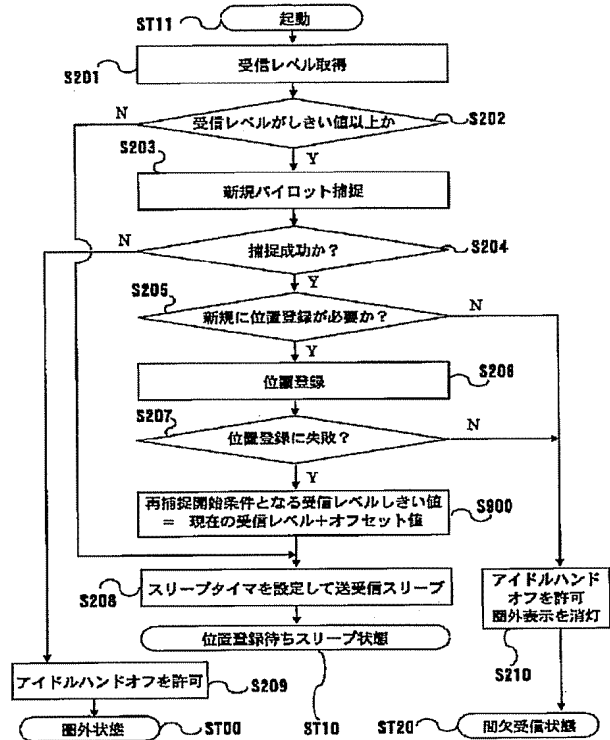 ST11
起動
S201
受信レベル取得
N
受信レベルがしきい値以上か
S202
S203
Y
新規パイロット捕捉
N
捕捉成功か？
S204
S205
Y
新規に位置登録が必要か？
N
Y
位置登録
S206
S207
位置登録に失敗？
N
Y
再捕捉開始条件となる受信レベルしきい値
＝ 現在の受信レベル＋オフセット値
S900
S208
スリープタイマを設定して送受信スリープ
アイドルハンド
オフを許可
圏外表示を消灯
位置登録待ちスリープ状態
S210
アイドルハンドオフを許可
S209
圏外状態
ST00
ST10
ST20
間欠受信状態